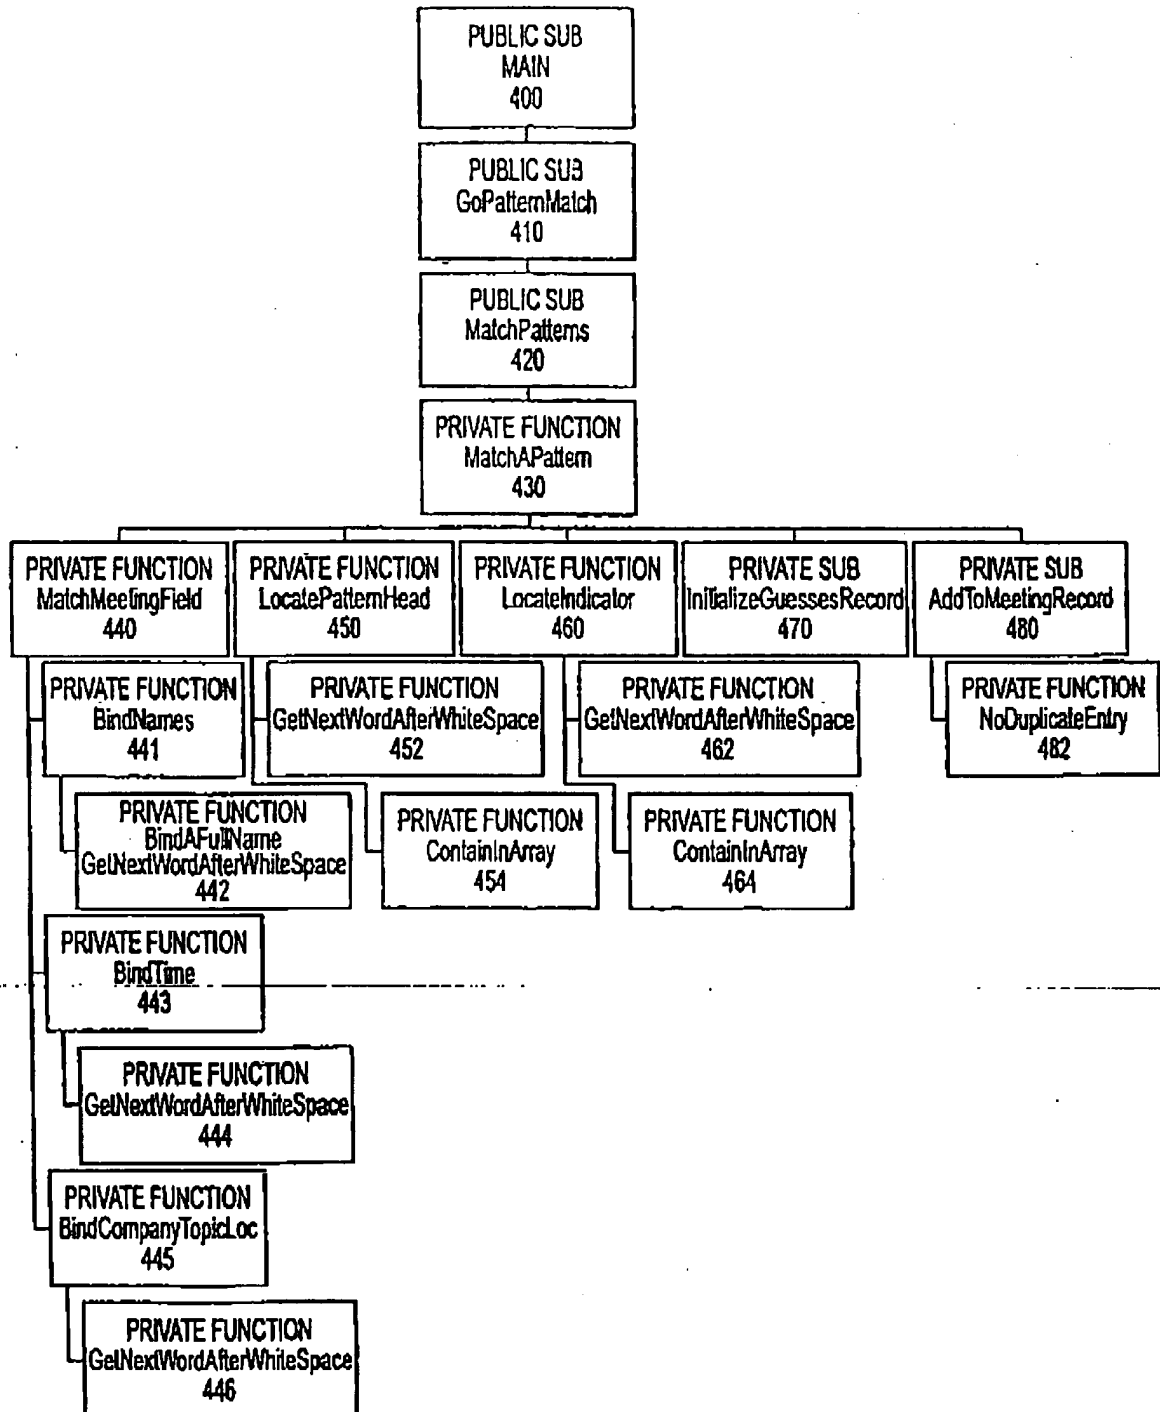 PUBLIC SUB
MAIN
400
PUBLIC SUB
GoPatternMatch
410
PUBLIC SUB
MatchPatterns
420
PRIVATE FUNCTION
MatchAPattern
430
PRIVATE FUNCTION
MatchMeetingField
440
PRIVATE FUNCTION
LocatePatternHead
450
PRIVATE FUNCTION
LocateIndicator
460
PRIVATE SUB
InitializeGuessesRecord
470
PRIVATE SUB
AddToMeetingRecord
480
PRIVATE FUNCTION
BindNames
441
PRIVATE FUNCTION
GetNextWordAfterWhiteSpace
452
PRIVATE FUNCTION
GetNextWordAfterWhiteSpace
462
PRIVATE FUNCTION
NoDuplicateEntry
482
PRIVATE FUNCTION
BindAFullName
GetNextWordAfterWhiteSpace
442
PRIVATE FUNCTION
ContainInArray
454
PRIVATE FUNCTION
ContainInArray
464
PRIVATE FUNCTION
BindTime
443
PRIVATE FUNCTION
GetNextWordAfterWhiteSpace
444
PRIVATE FUNCTION
BindCompanyTopicLoc
445
PRIVATE FUNCTION
GetNextWordAfterWhiteSpace
446